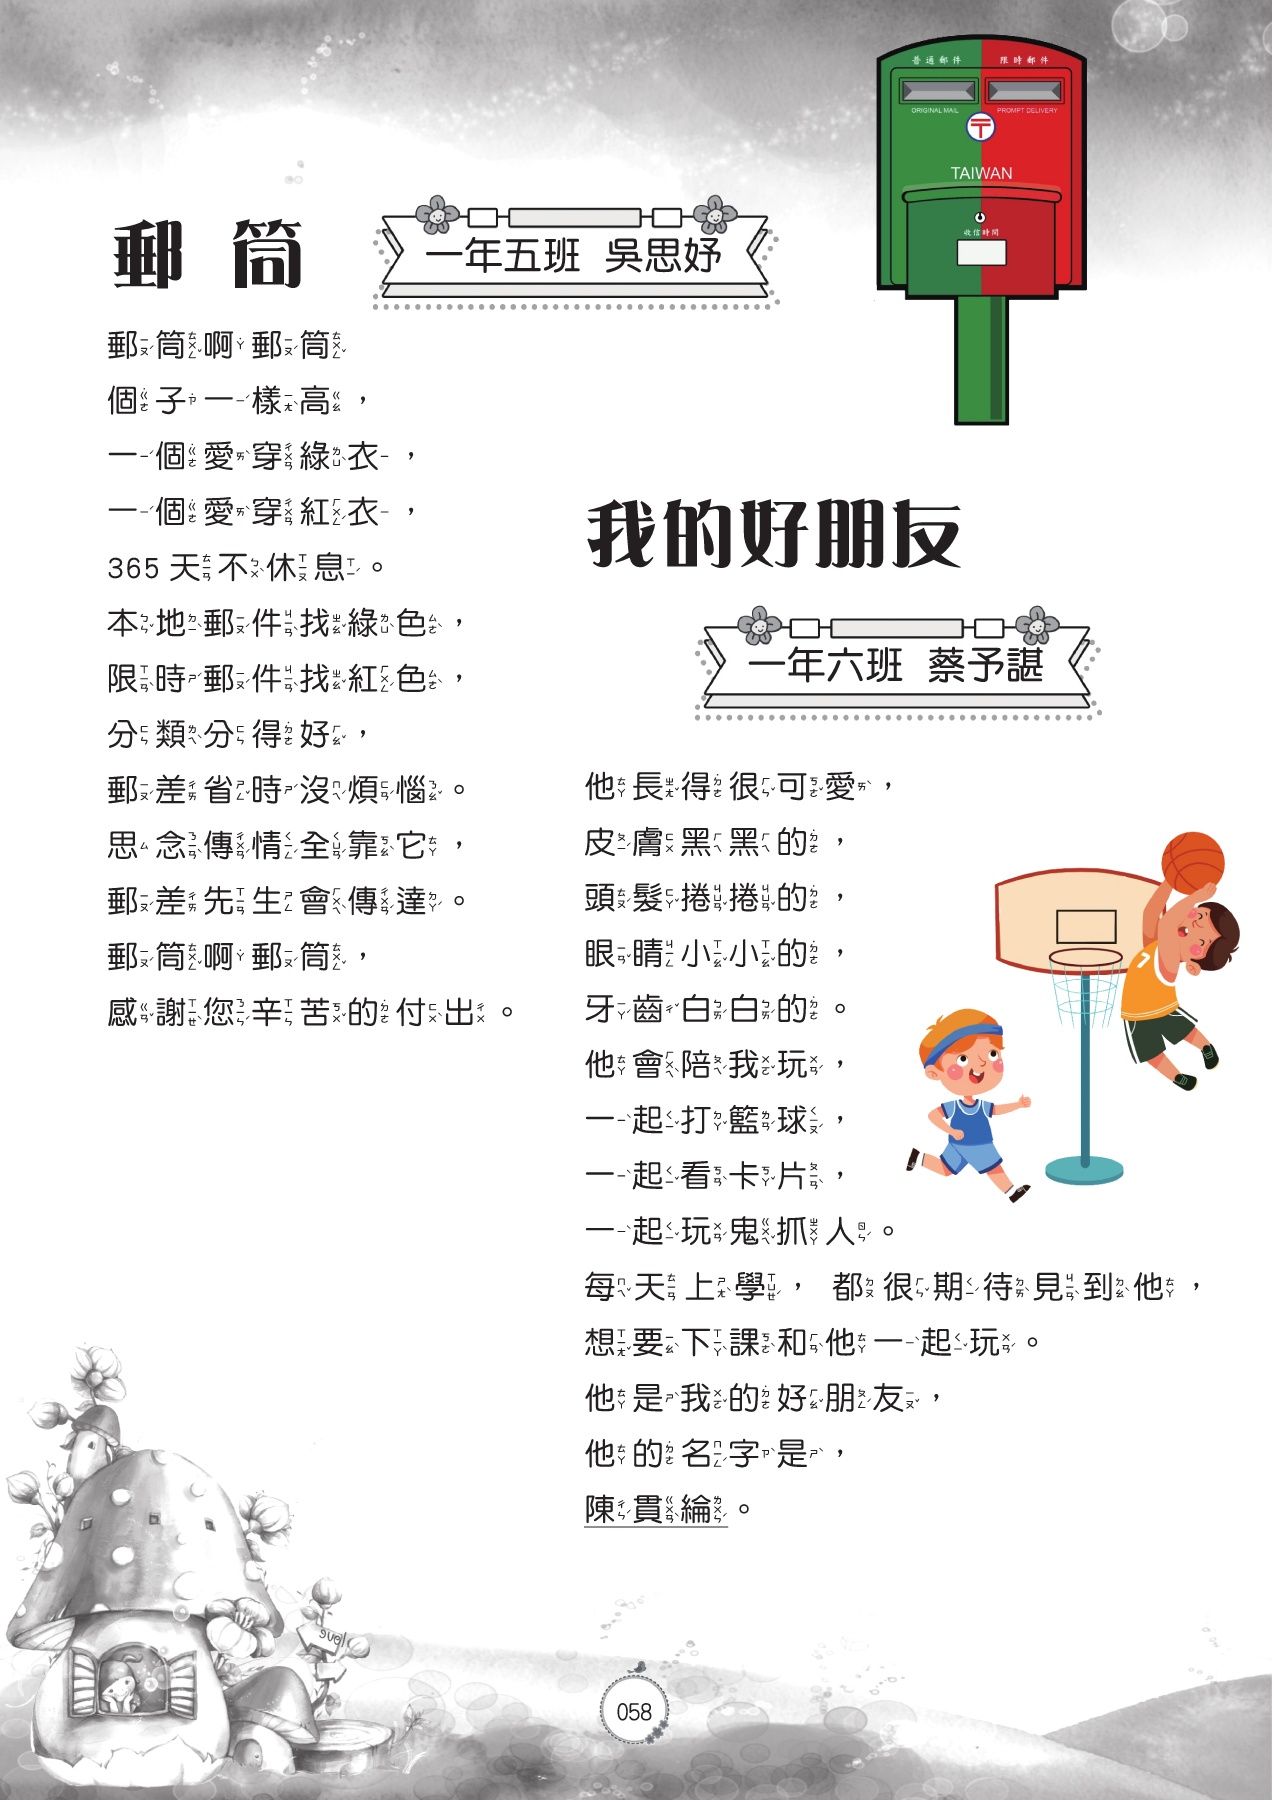 普通郵件 限時郵件
ORIGINAL MAIL PROMPT DELIVERY
TAIWAN
收信時間
郵筒
一年五班 吳思妤
郵筒啊郵筒
個子一樣高，
一個愛穿綠衣，
一個愛穿紅衣，
365天不休息。
本地郵件找綠色，
限時郵件找紅色，
分類分得好，
郵差省時沒煩惱。
思念傳情全靠它，
郵差先生會傳達。
郵筒啊郵筒，
感謝您辛苦的付出。
我的好朋友
一年六班 蔡予諶
他長得很可愛，
皮膚黑黑的，
頭髮捲捲的，
眼睛小小的，
牙齒白白的。
他會陪我玩，
一起打籃球，
一起看卡片，
一起玩鬼抓人。
每天上學，都很期待見到他，
想要下課和他一起玩。
他是我的好朋友，
他的名字是，
陳貫綸。
7
058